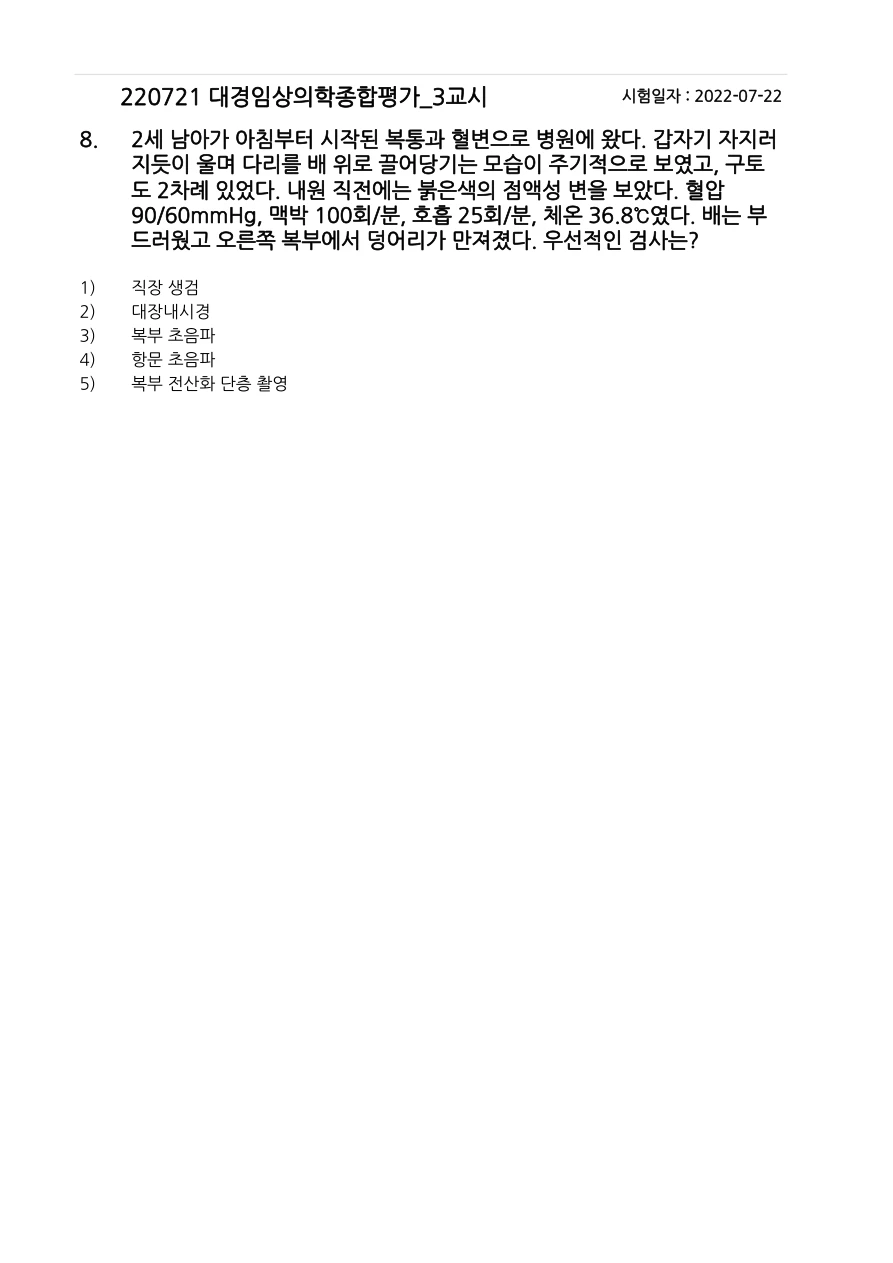 220721 대경임상의학종합평가_3교시 시험일자 : 2022-07-22
8. 2세 남아가 아침부터 시작된 복통과 혈변으로 병원에 왔다. 갑자기 자지러
지듯이 울며 다리를 배 위로 끌어당기는 모습이 주기적으로 보였고, 구토
도 2차례 있었다. 내원 직전에는 붉은색의 점액성 변을 보았다. 혈압
90/60mmHg, 맥박 100회/분, 호흡 25회/분, 체온 36.8℃였다. 배는 부
드러웠고 오른쪽 복부에서 덩어리가 만져졌다. 우선적인 검사는?
1) 직장 생검
2) 대장내시경
3) 복부 초음파
4) 항문 초음파
5) 복부 전산화 단층 촬영